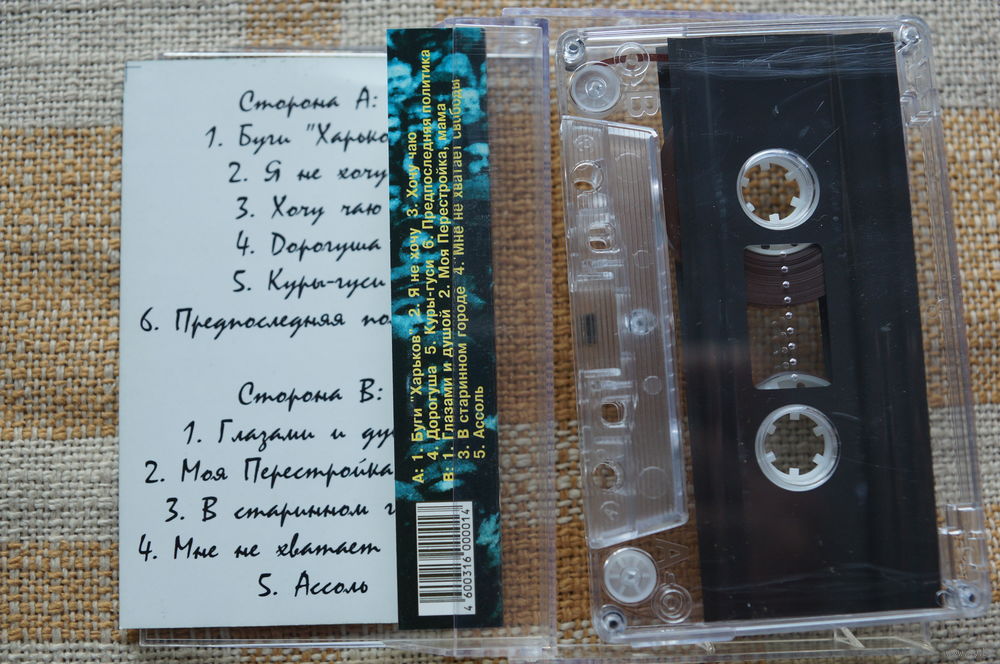 Сторона А:
1. Буги "Харько
2. Я не хочу
3. Хочу чаю
4. Дорогуша
5. Куры-гуси
6. Предпоследняя по
Сторона В:
1. Глазами и ду
2. Моя Перестройка
3. В старинном г
4. Мне не хватает
5. Ассоль
А: 1. Буги "Харьков" 2. Я не хочу 3. Хочу чаю
4. Дорогуша 5. Куры-гуси 6. Предпоследняя политика
В: 1. Глазами и душой 2. Моя Перестройка, мама
3. В старинном городе 4. Мне не хватает свободы
5. Ассоль
4 600316 000014
B
A